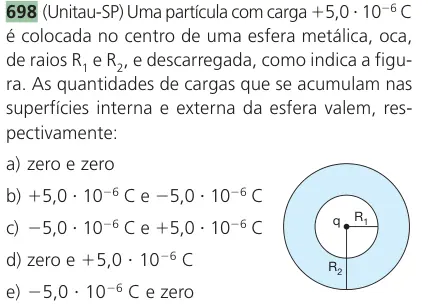 698 (Unitau-SP) Uma partícula com carga +5,0 · 10⁻⁶ C
é colocada no centro de uma esfera metálica, oca,
de raios R₁ e R₂, e descarregada, como indica a figu-
ra. As quantidades de cargas que se acumulam nas
superfícies interna e externa da esfera valem, res-
pectivamente:
a) zero e zero
b) +5,0 · 10⁻⁶ C e −5,0 · 10⁻⁶ C
c) −5,0 · 10⁻⁶ C e +5,0 · 10⁻⁶ C
d) zero e +5,0 · 10⁻⁶ C
e) −5,0 · 10⁻⁶ C e zero
q R₁
R₂